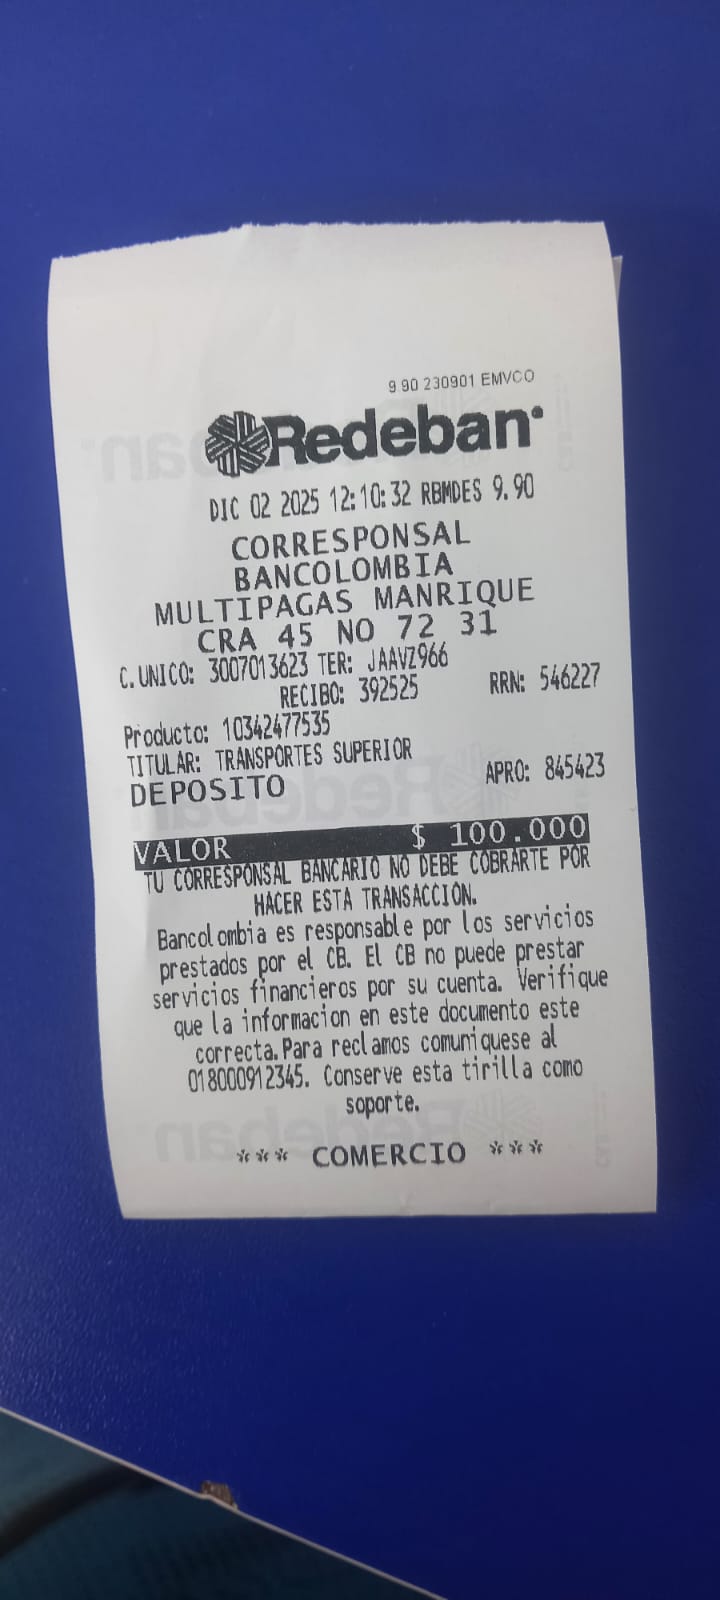 9 90 230901 EMVCO
Redeban
DIC 02 2025 12:10:32 RBMDES 9.90
CORRESPONSAL
BANCOLOMBIA
MULTIPAGAS MANRIQUE
CRA 45 NO 72 31
C.UNICO: 3007013623 TER: JAAVZ966
RECIBO: 392525 RRN: 546227
Producto: 10342477535
TITULAR: TRANSPORTES SUPERIOR
DEPOSITO APRO: 845423
VALOR $ 100.000
TU CORRESPONSAL BANCARIO NO DEBE COBRARTE POR
HACER ESTA TRANSACCION.
Bancolombia es responsable por los servicios
prestados por el CB. El CB no puede prestar
servicios financieros por su cuenta. Verifique
que la informacion en este documento este
correcta.Para reclamos comuniquese al
018000912345. Conserve esta tirilla como
soporte.
*** COMERCIO ***